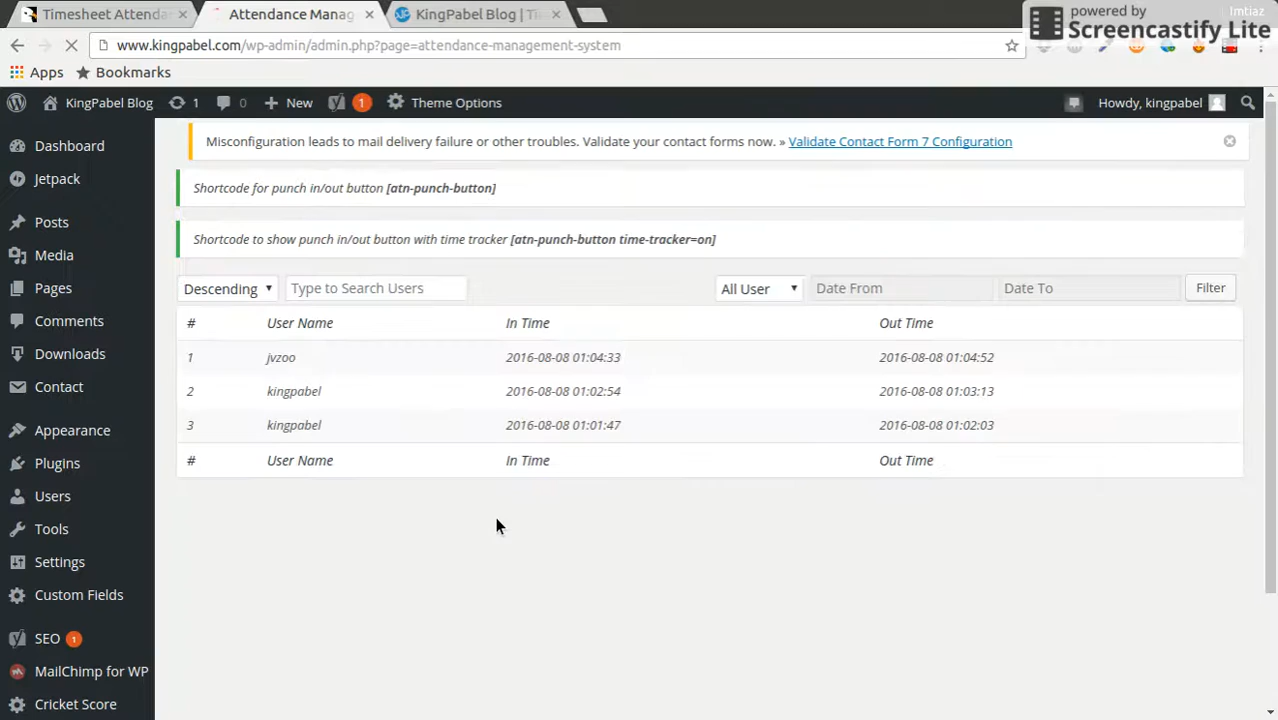 Timesheet Attenda
Attendance Manag
KingPabel Blog | Ti
Imtiaz
powered by
Screencastify Lite
www.kingpabel.com/wp-admin/admin.php?page=attendance-management-system
Apps
Bookmarks
KingPabel Blog
1
0
New
1
Theme Options
Howdy, kingpabel
Dashboard
Jetpack
Posts
Media
Pages
Comments
Downloads
Contact
Appearance
Plugins
Users
Tools
Settings
Custom Fields
SEO 1
MailChimp for WP
Cricket Score
Misconfiguration leads to mail delivery failure or other troubles. Validate your contact forms now. » Validate Contact Form 7 Configuration
Shortcode for punch in/out button [atn-punch-button]
Shortcode to show punch in/out button with time tracker [atn-punch-button time-tracker=on]
Descending Type to Search Users All User Date From Date To Filter
# User Name In Time Out Time
1 jvzoo 2016-08-08 01:04:33 2016-08-08 01:04:52
2 kingpabel 2016-08-08 01:02:54 2016-08-08 01:03:13
3 kingpabel 2016-08-08 01:01:47 2016-08-08 01:02:03
# User Name In Time Out Time